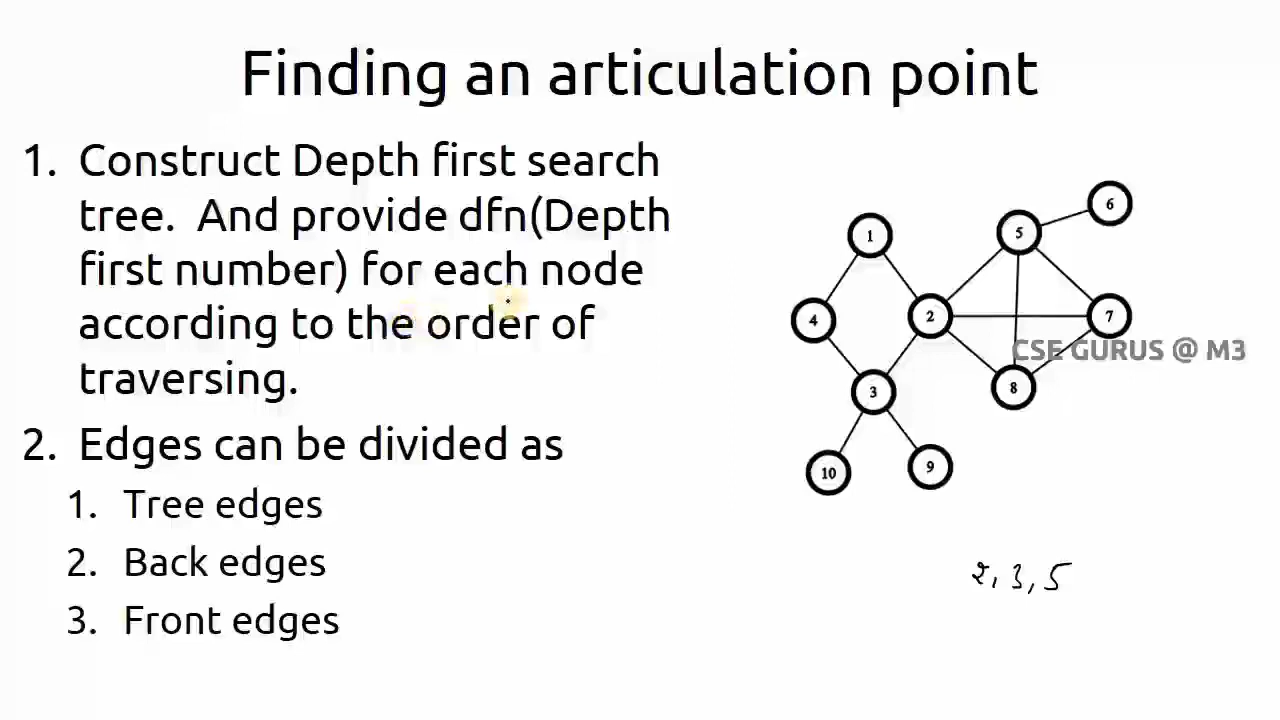 Finding an articulation point
1. Construct Depth first search
tree. And provide dfn(Depth
first number) for each node
according to the order of
traversing.
2. Edges can be divided as
1. Tree edges
2. Back edges
3. Front edges
6
1
5
4
2
7
CSE GURUS @ M3
3
8
10
9
2, 3, 5